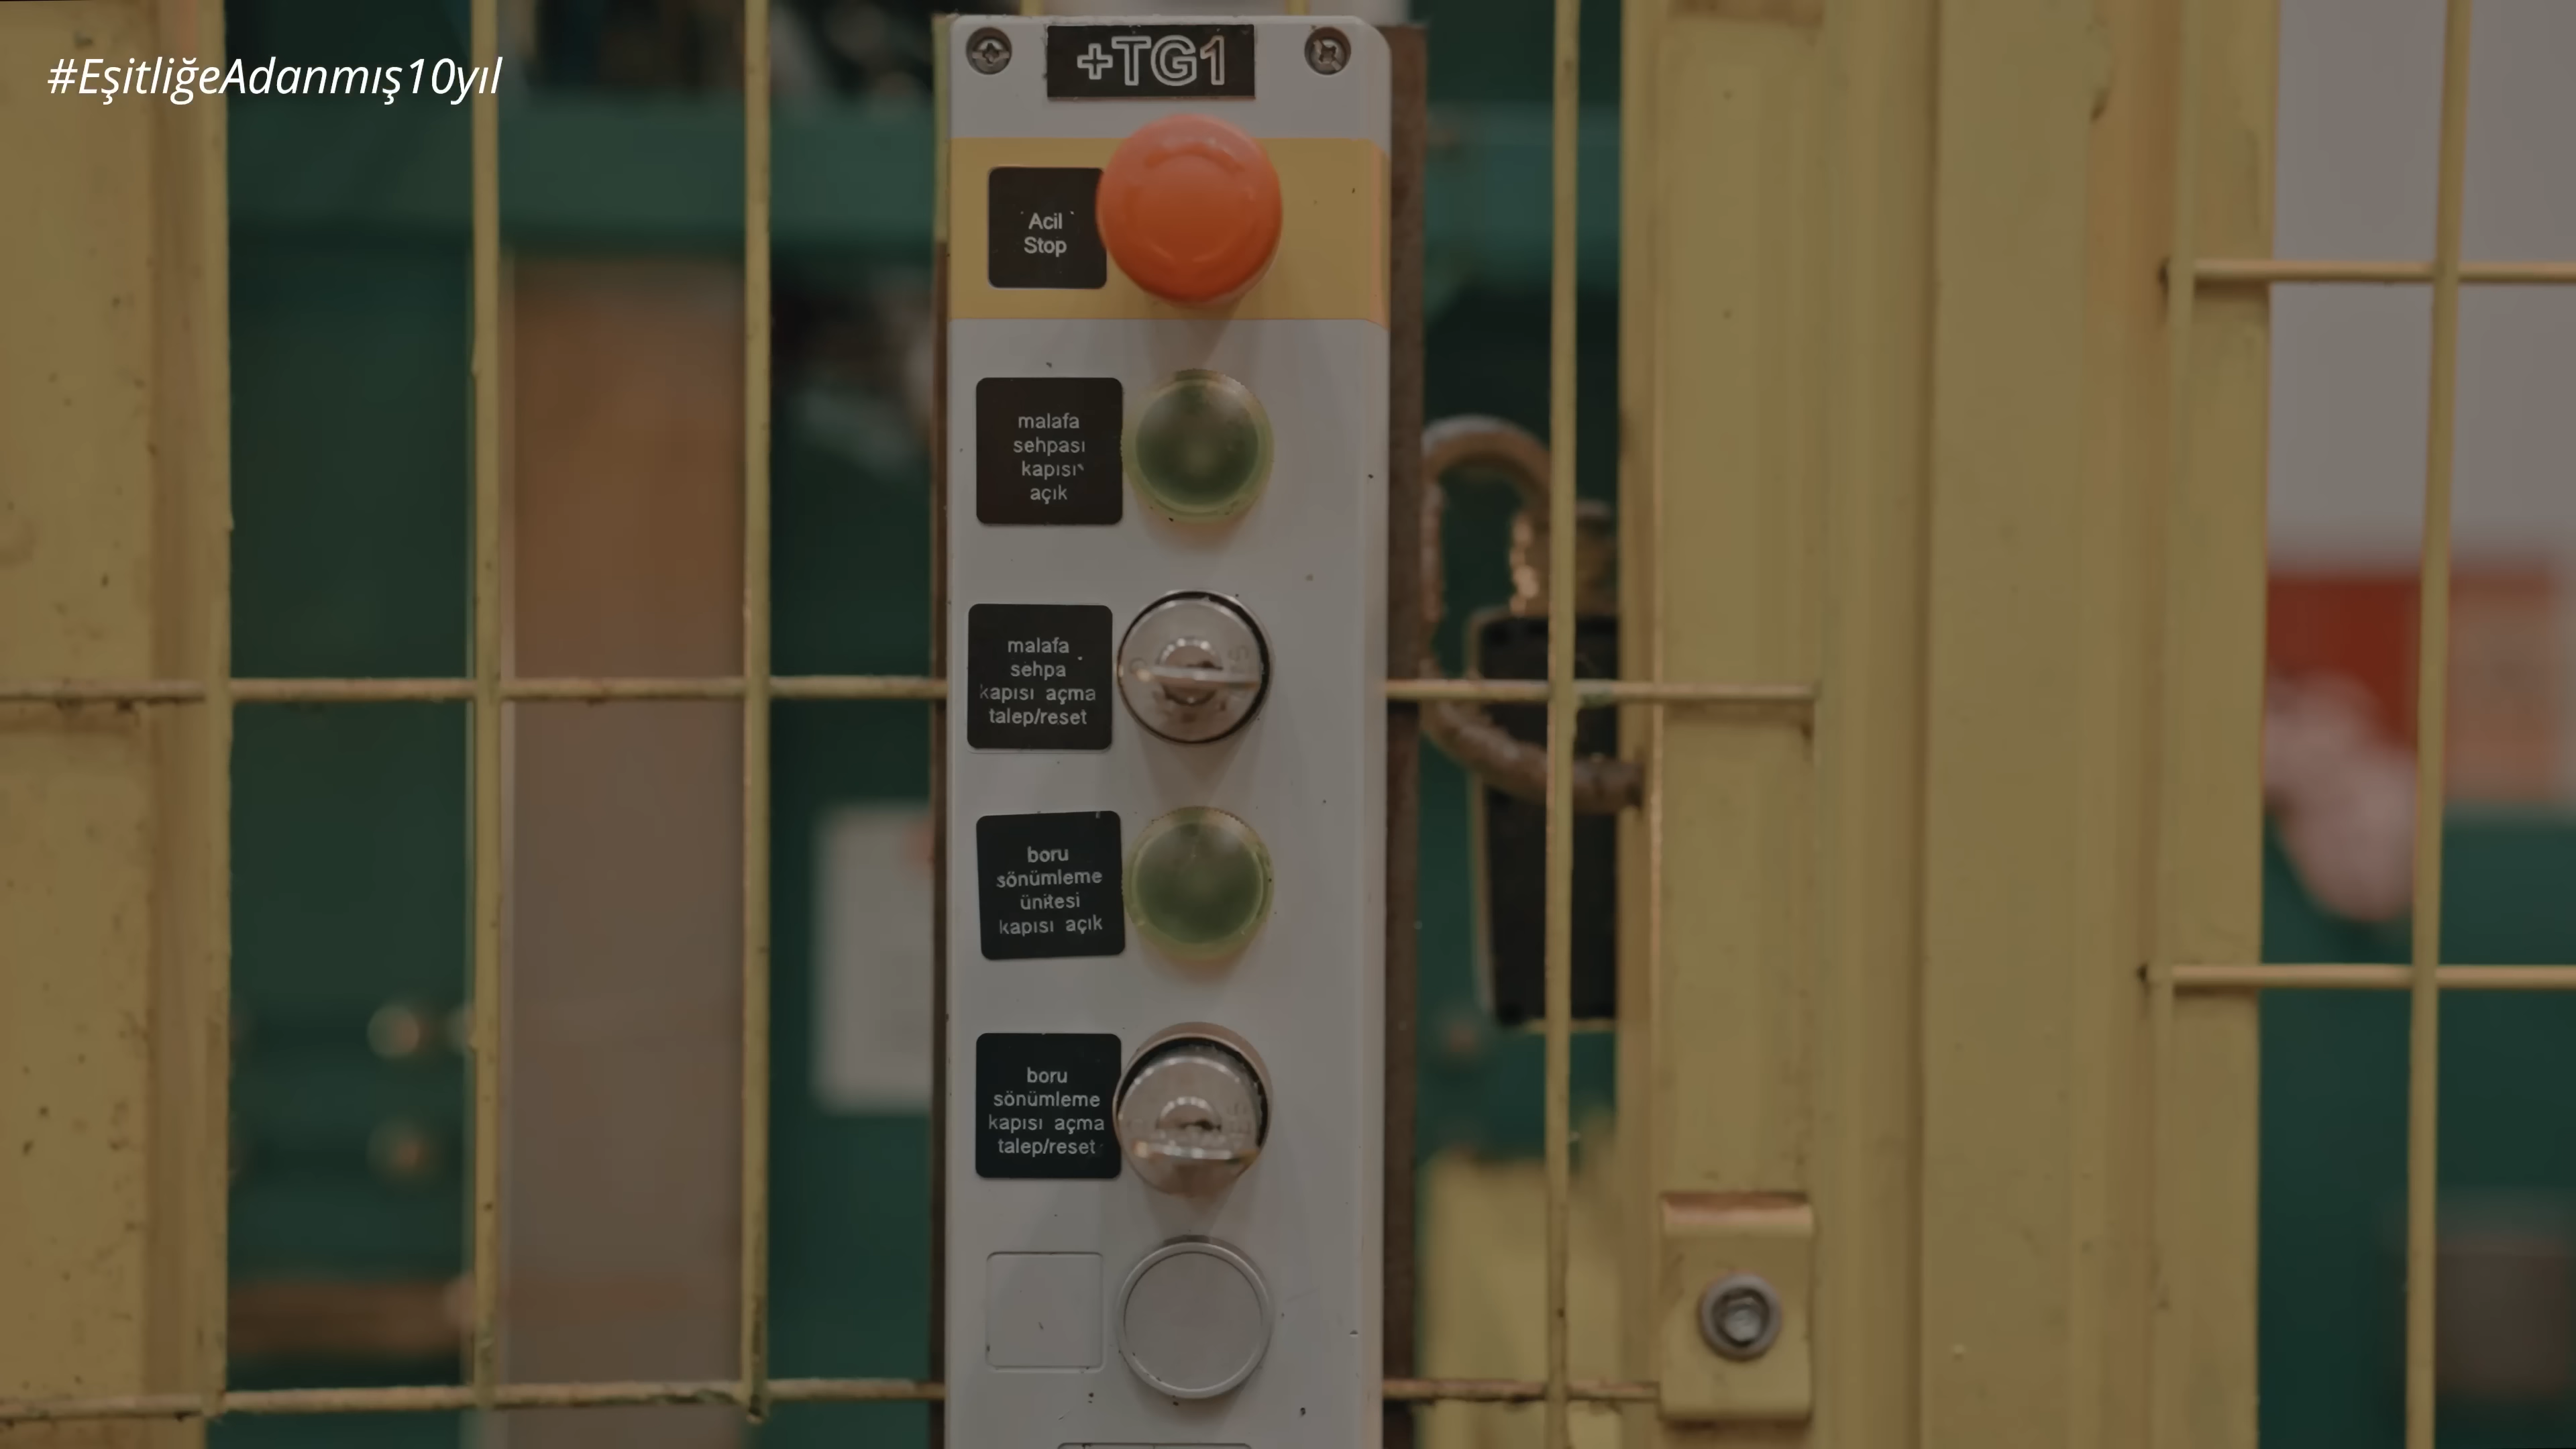 #EşitliğeAdanmış10yıl
+TG1
Acil
Stop
malafa
sehpası
kapısı
açık
malafa
sehpa
kapısı açma
talep/reset
boru
sönümleme
ünitesi
kapısı açık
boru
sönümleme
kapısı açma
talep/reset